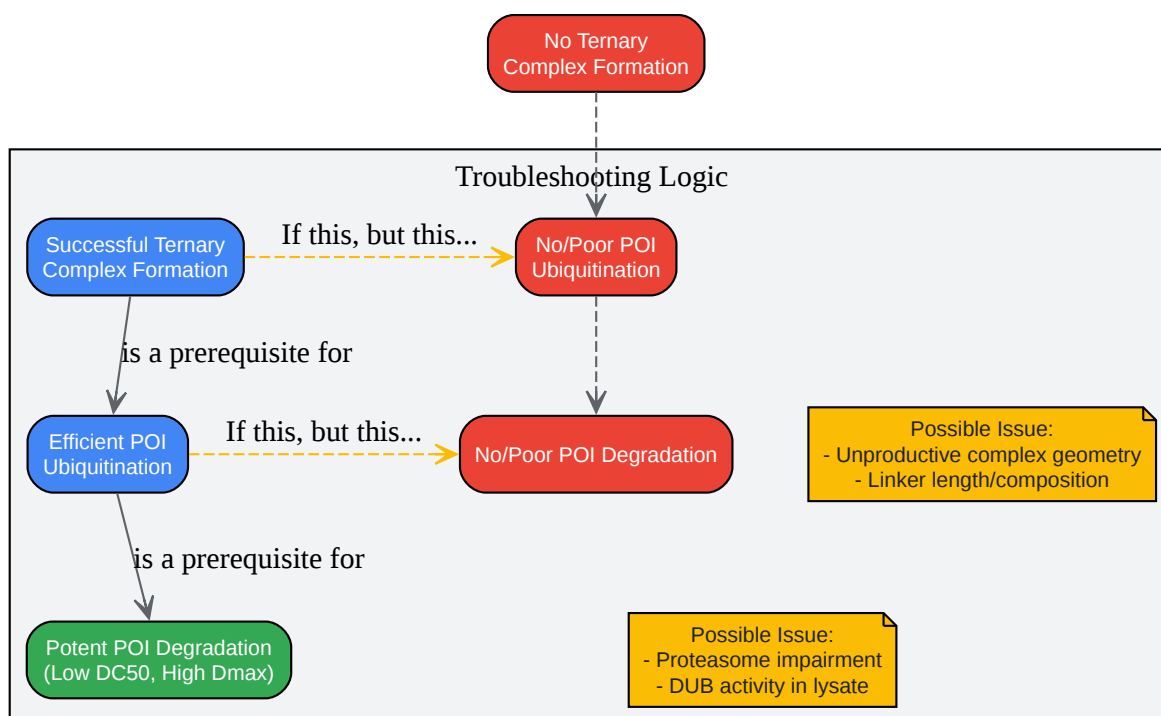 No Ternary
Complex Formation
Troubleshooting Logic
Successful Ternary
Complex Formation
If this, but this...
No/Poor POI
Ubiquitination
is a prerequisite for
Efficient POI
Ubiquitination
If this, but this...
No/Poor POI Degradation
Possible Issue:
- Unproductive complex geometry
- Linker length/composition
is a prerequisite for
Potent POI Degradation
(Low DC50, High Dmax)
Possible Issue:
- Proteasome impairment
- DUB activity in lysate